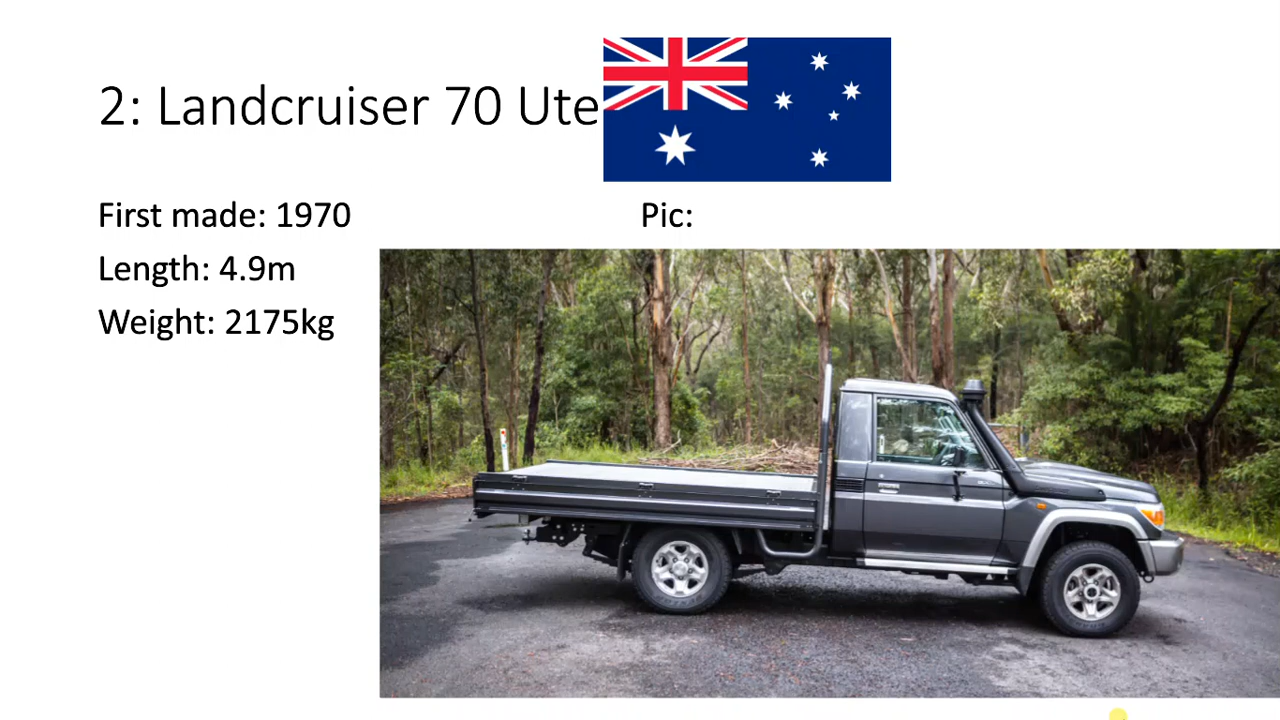 2: Landcruiser 70 Ute
First made: 1970
Length: 4.9m
Weight: 2175kg
Pic: